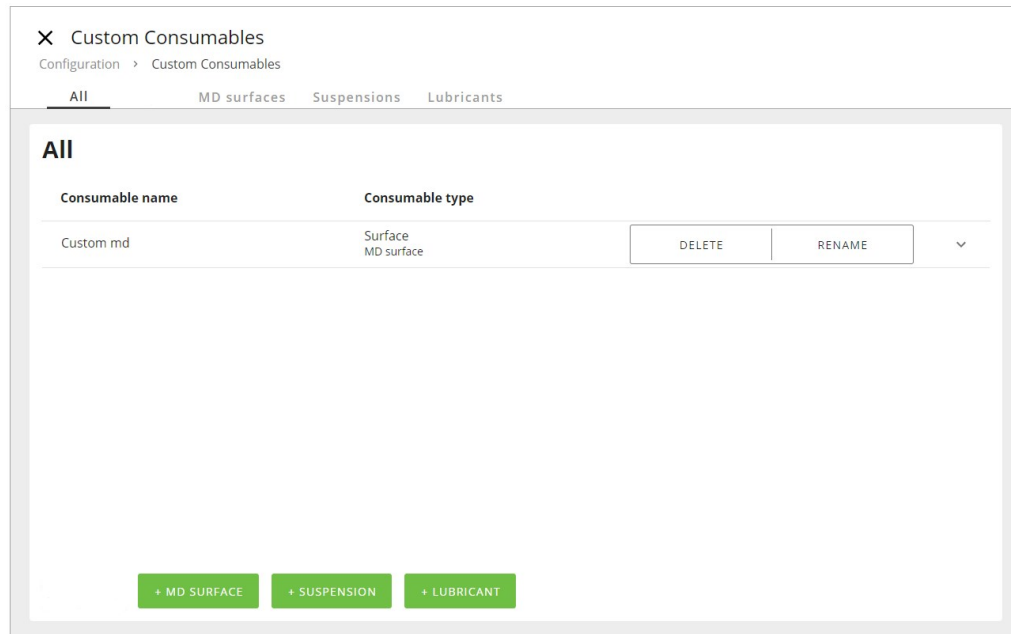 Custom Consumables
Configuration > Custom Consumables
All MD surfaces Suspensions Lubricants
All
Consumable name Consumable type
Custom md Surface DELETE RENAME
MD surface
+ MD SURFACE + SUSPENSION + LUBRICANT